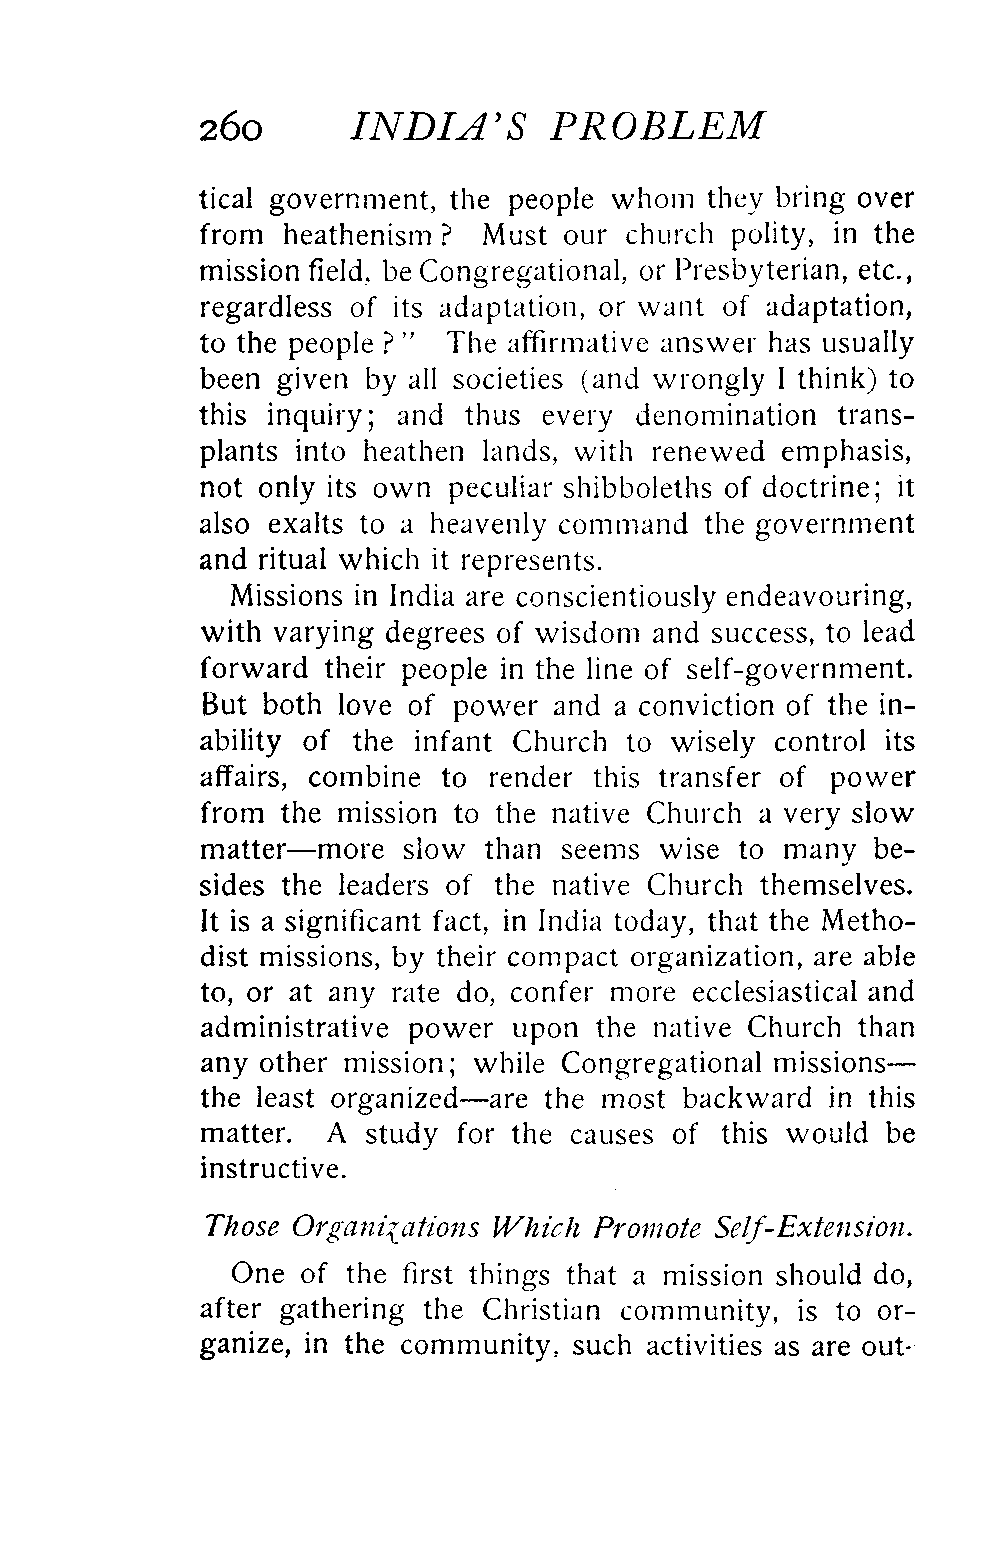 260 INDIA'S PROBLEM
tical government, the people whom they bring over
from heathenism? Must our church polity, in the
mission field, be Congregational, or Presbyterian, etc.,
regardless of its adaptation, or want of adaptation,
to the people?" The affirmative answer has usually
been given by all societies (and wrongly I think) to
this inquiry; and thus every denomination trans-
plants into heathen lands, with renewed emphasis,
not only its own peculiar shibboleths of doctrine; it
also exalts to a heavenly command the government
and ritual which it represents.
Missions in India are conscientiously endeavouring,
with varying degrees of wisdom and success, to lead
forward their people in the line of self-government.
But both love of power and a conviction of the in-
ability of the infant Church to wisely control its
affairs, combine to render this transfer of power
from the mission to the native Church a very slow
matter—more slow than seems wise to many be-
sides the leaders of the native Church themselves.
It is a significant fact, in India today, that the Metho-
dist missions, by their compact organization, are able
to, or at any rate do, confer more ecclesiastical and
administrative power upon the native Church than
any other mission; while Congregational missions—
the least organized—are the most backward in this
matter. A study for the causes of this would be
instructive.
Those Organizations Which Promote Self-Extension.
One of the first things that a mission should do,
after gathering the Christian community, is to or-
ganize, in the community, such activities as are out-